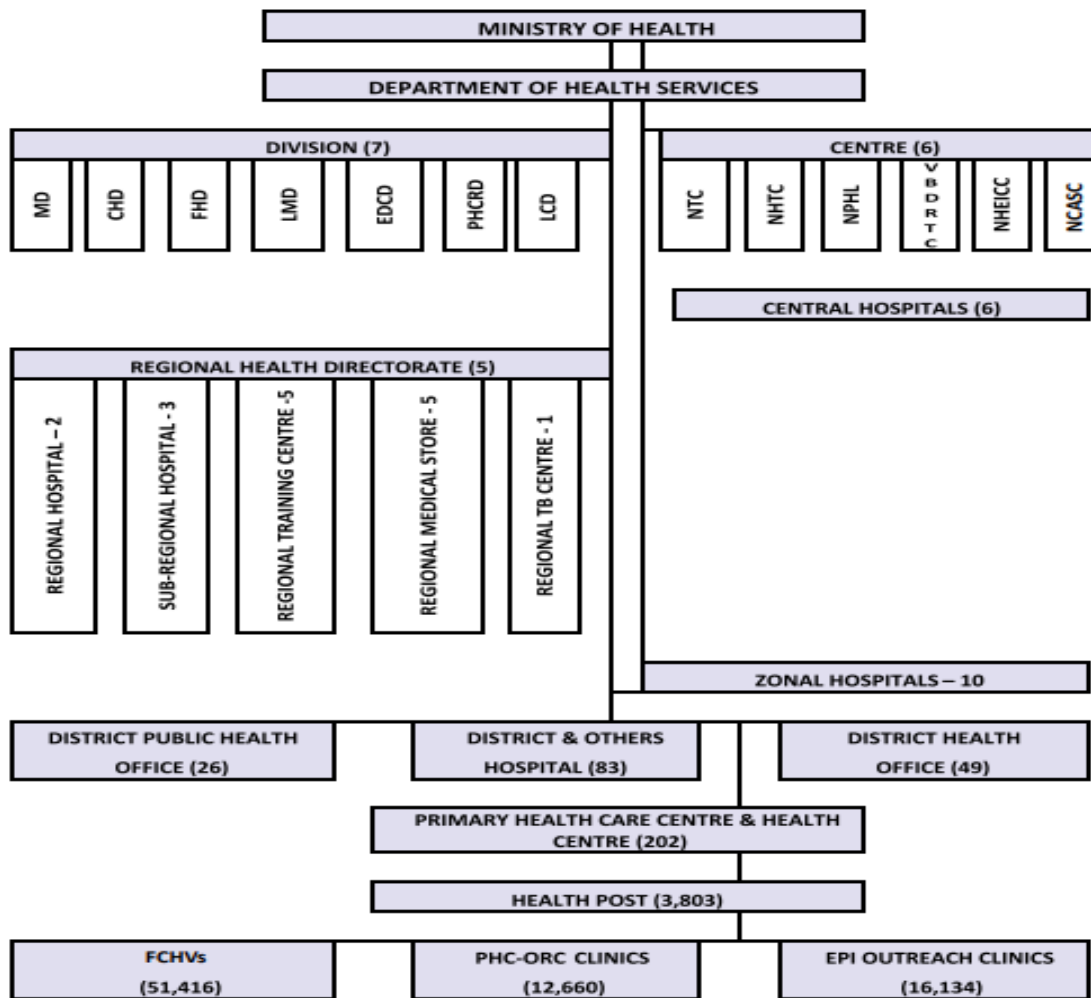 MINISTRY OF HEALTH
DEPARTMENT OF HEALTH SERVICES
DIVISION (7)
CENTRE (6)
MD
CHD
FHD
LMD
EDCD
PHCRD
LCD
NTC
NHTC
NPHL
VBDRTC
NHEICC
NCASC
CENTRAL HOSPITALS (6)
REGIONAL HEALTH DIRECTORATE (5)
REGIONAL HOSPITAL – 2
SUB-REGIONAL HOSPITAL - 3
REGIONAL TRAINING CENTRE -5
REGIONAL MEDICAL STORE - 5
REGIONAL TB CENTRE - 1
ZONAL HOSPITALS – 10
DISTRICT PUBLIC HEALTH
OFFICE (26)
DISTRICT & OTHERS
HOSPITAL (83)
DISTRICT HEALTH
OFFICE (49)
PRIMARY HEALTH CARE CENTRE & HEALTH
CENTRE (202)
HEALTH POST (3,803)
FCHVs
(51,416)
PHC-ORC CLINICS
(12,660)
EPI OUTREACH CLINICS
(16,134)